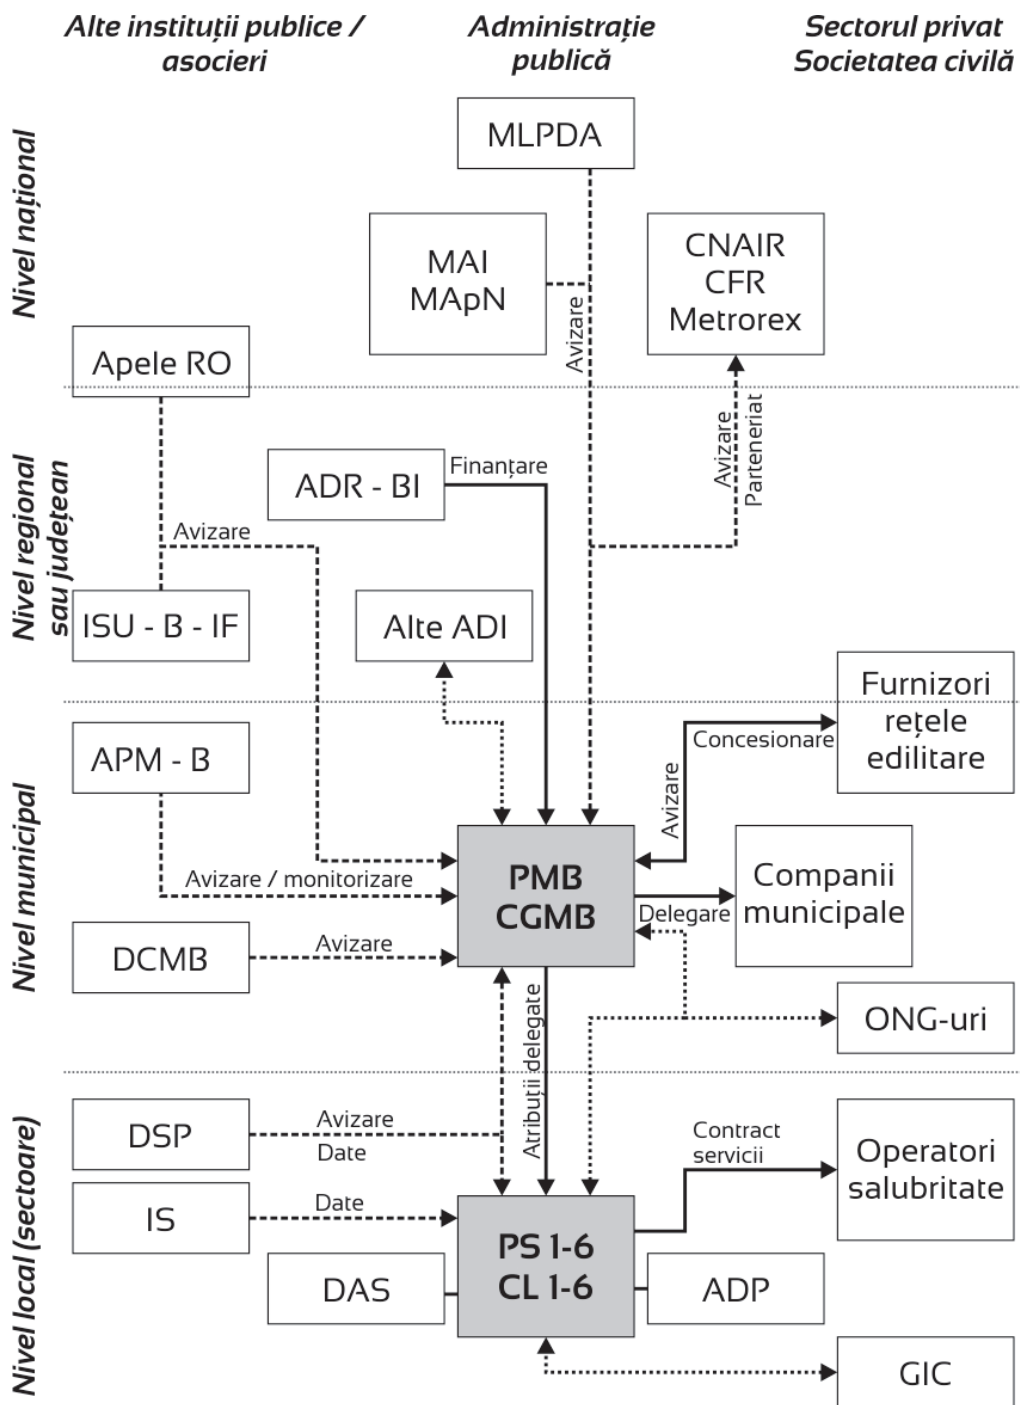 Alte instituții publice /
asocieri
Administrație
publică
Sectorul privat
Societatea civilă
Nivel național
MLPDA
MAI
MApN
Avizare
CNAIR
CFR
Metrorex
Apele RO
Nivel regional
sau județean
Avizare
Parteneriat
ADR - BI
Finanțare
Avizare
ISU - B - IF
Alte ADI
Furnizori
rețele
edilitare
Nivel municipal
APM - B
Concesionare
Avizare
PMB
CGMB
Companii
municipale
Avizare / monitorizare
Delegare
DCMB
Avizare
ONG-uri
Atribuții delegate
Nivel local (sectoare)
DSP
Avizare
Date
Contract
servicii
Operatori
salubritate
IS
Date
PS 1-6
CL 1-6
DAS
ADP
GIC